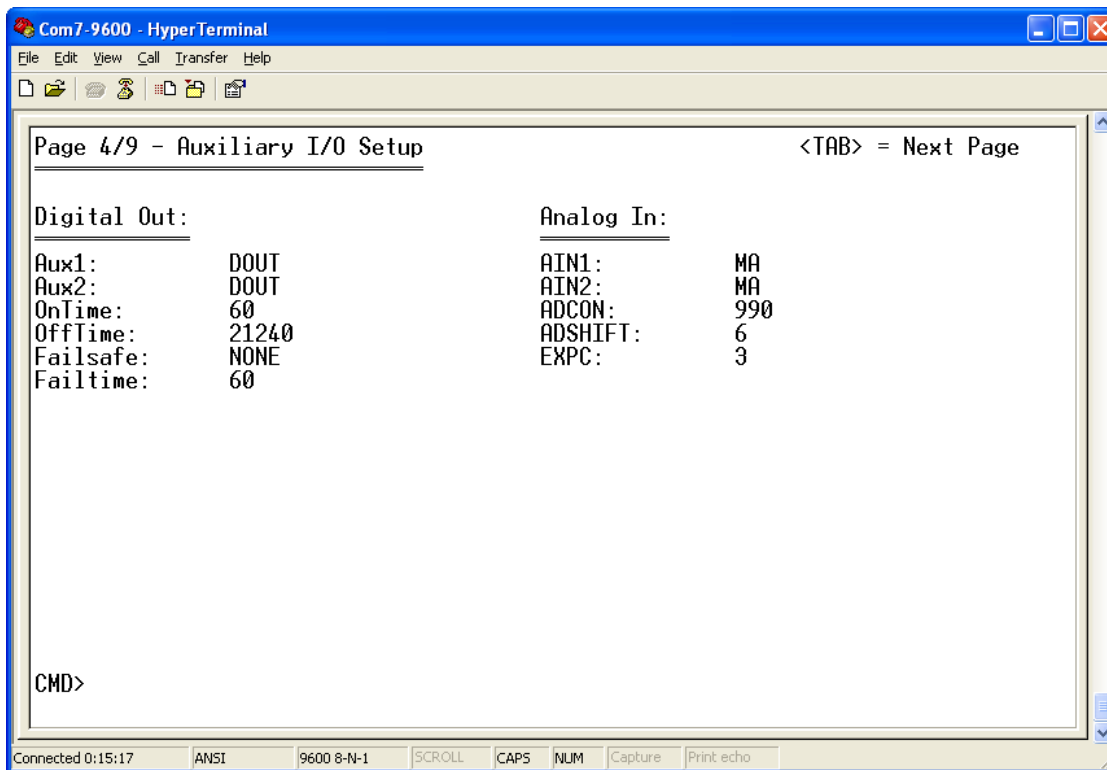 Com7-9600 - HyperTerminal
File Edit View Call Transfer Help
Page 4/9 - Auxiliary I/O Setup <TAB> = Next Page
Digital Out: Analog In:
Aux1: DOUT AIN1: MA
Aux2: DOUT AIN2: MA
OnTime: 60 ADCON: 990
OffTime: 21240 ADSHIFT: 6
Failsafe: NONE EXPC: 3
Failtime: 60
CMD>
Connected 0:15:17 ANSI 9600 8-N-1 SCROLL CAPS NUM Capture Print echo